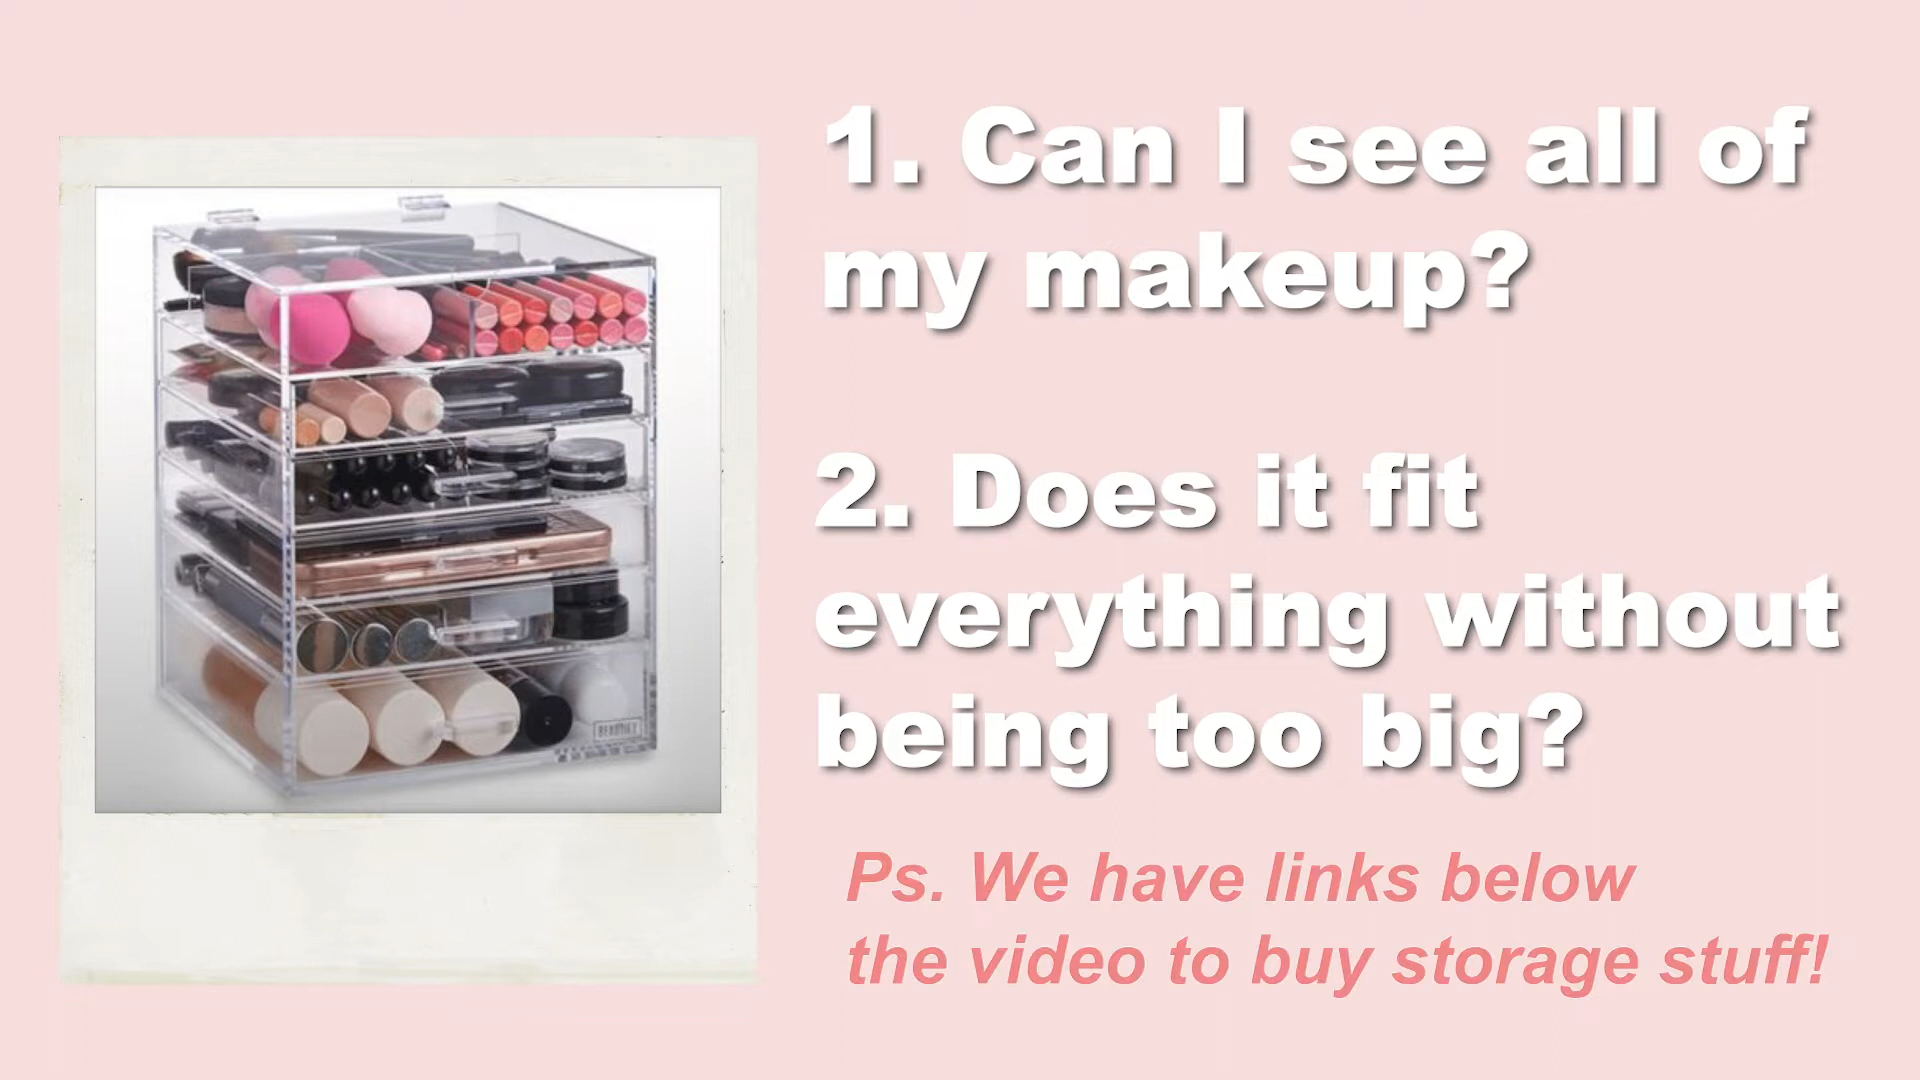 1. Can I see all of
my makeup?
2. Does it fit
everything without
being too big?
Ps. We have links below
the video to buy storage stuff!